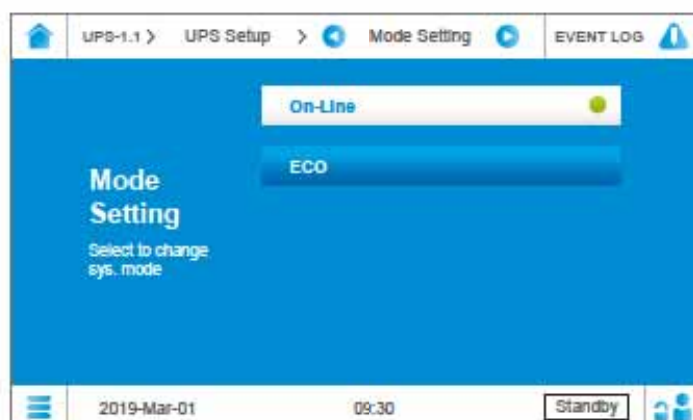 UPS-1.1 > UPS Setup > Mode Setting EVENT LOG
On-Line
ECO
Mode
Setting
Select to change
sys. mode
2019-Mar-01 09:30 Standby